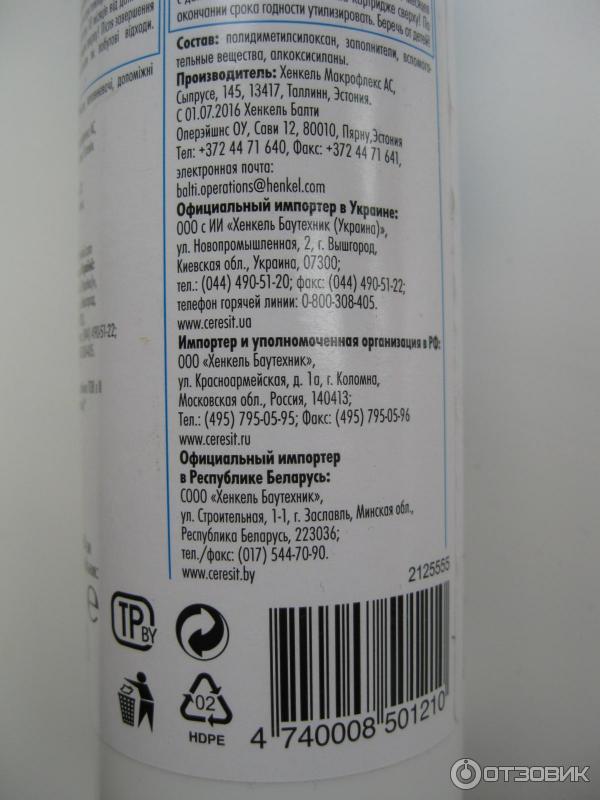 окончании срока годности утилизировать. Беречь от детей!
Состав: полидиметилсилоксан, заполнители, вспомога-
тельные вещества, алкоксисиланы.
Производитель: Хенкель Макрофлекс АС,
Сыпрусе, 145, 13417, Таллинн, Эстония.
С 01.07.2016 Хенкель Балти
Оперэйшнс ОУ, Сави 12, 80010, Пярну,Эстония
Тел: +372 44 71 640, Факс: +372 44 71 641,
электронная почта:
balti.operations@henkel.com
Официальный импортер в Украине:
ООО с ИИ «Хенкель Баутехник (Украина)»,
ул. Новопромышленная, 2, г. Вышгород,
Киевская обл., Украина, 07300;
тел.: (044) 490-51-20; факс: (044) 490-51-22;
телефон горячей линии: 0-800-308-405.
www.ceresit.ua
Импортер и уполномоченная организация в РФ:
ООО «Хенкель Баутехник»,
ул. Красноармейская, д. 1а, г. Коломна,
Московская обл., Россия, 140413;
Тел.: (495) 795-05-95; Факс: (495) 795-05-96
www.ceresit.ru
Официальный импортер
в Республике Беларусь:
СООО «Хенкель Баутехник»,
ул. Строительная, 1-1, г. Заславль, Минская обл.,
Республика Беларусь, 223036;
тел./факс: (017) 544-70-90.
www.ceresit.by
2125555
TP BY
02
HDPE
4 740008 501210
ОТЗОВИК